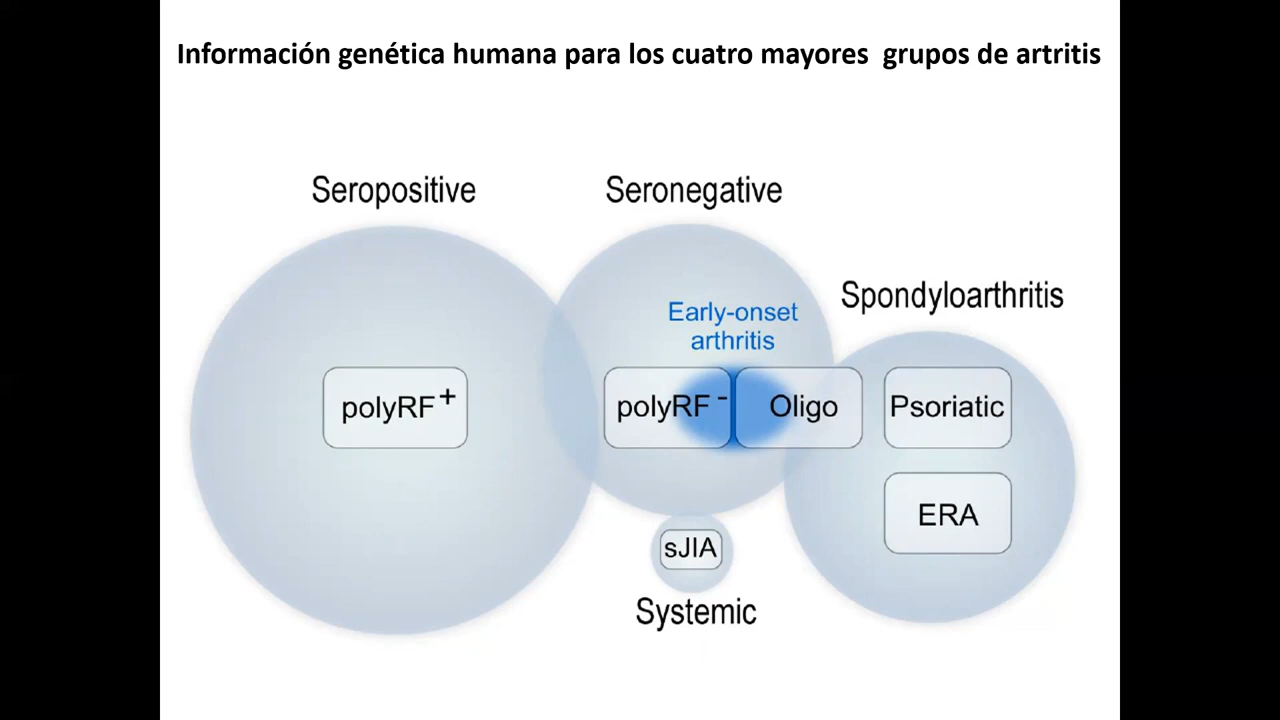 Información genética humana para los cuatro mayores  grupos de artritis
Seropositive
Seronegative
Spondyloarthritis
Early-onset
arthritis
polyRF+
polyRF-
Oligo
Psoriatic
ERA
sJIA
Systemic